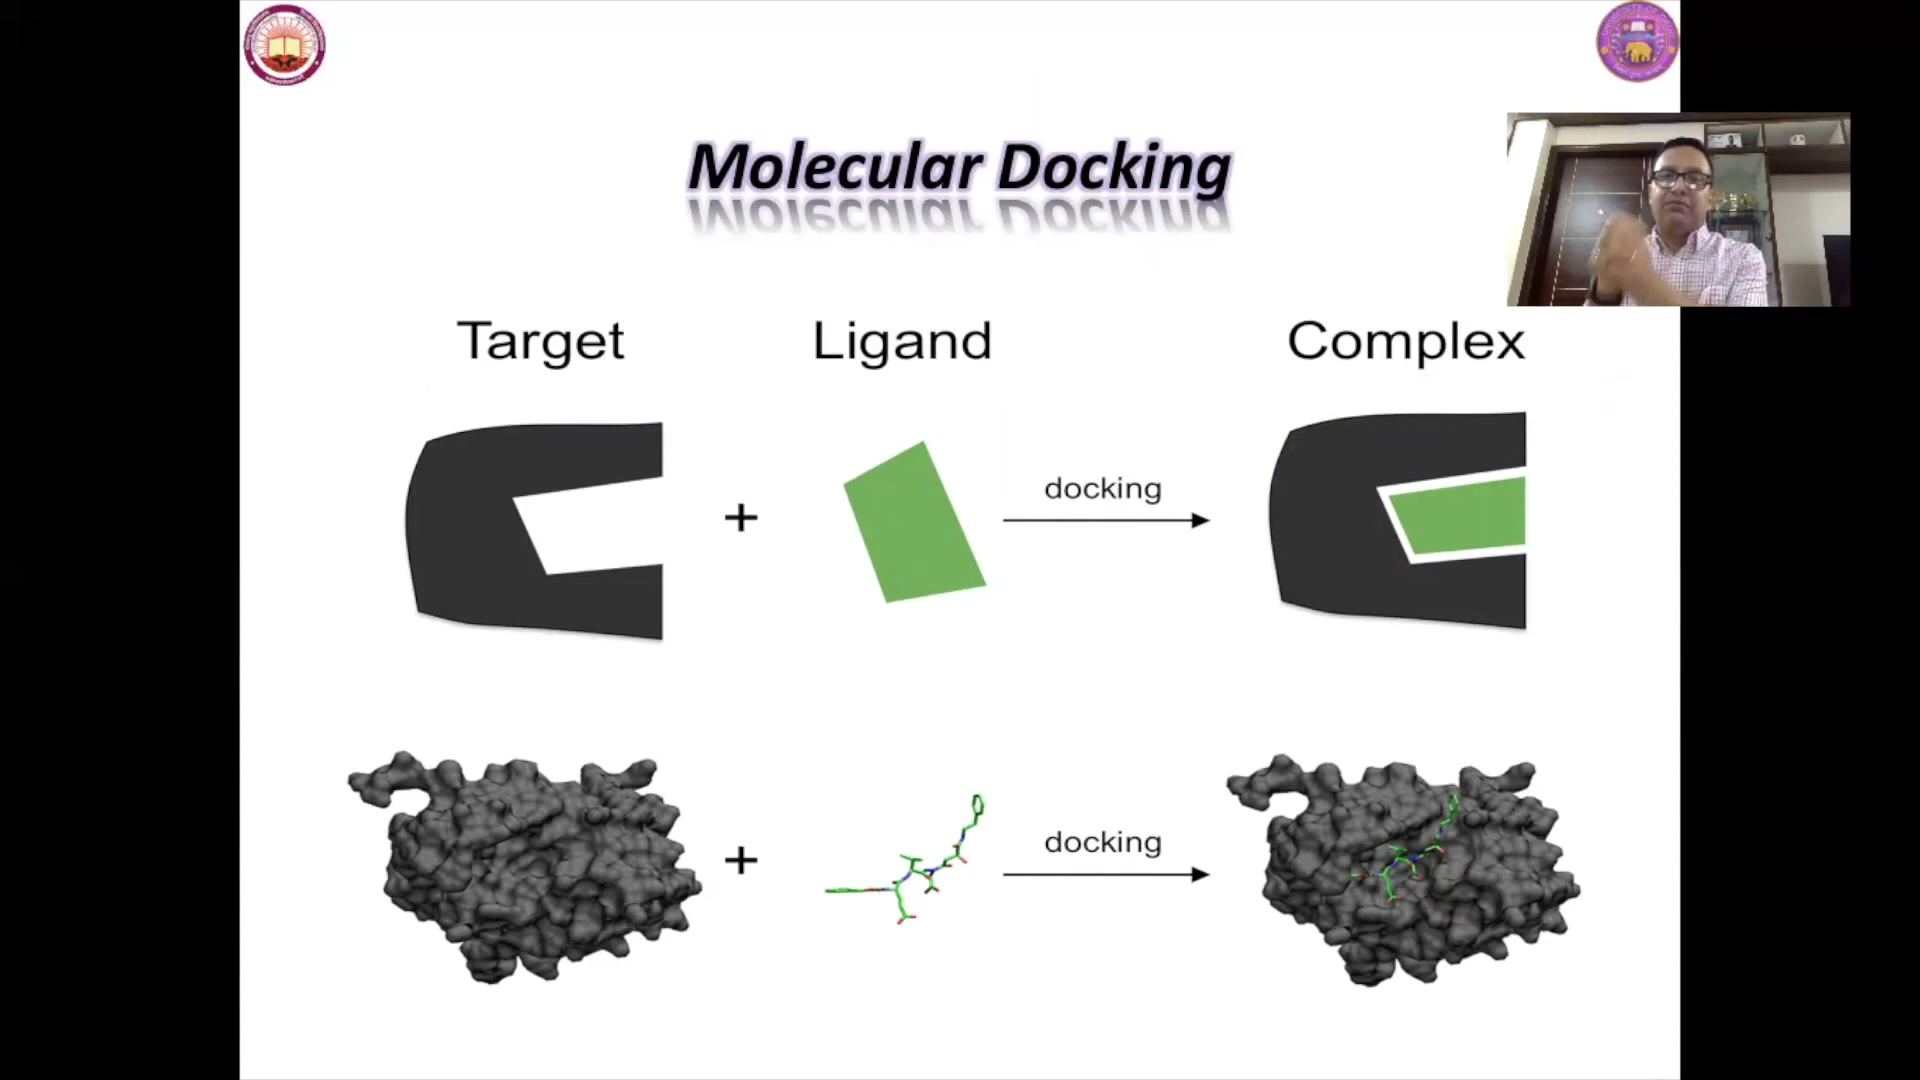 Molecular Docking
Target
Ligand
Complex
+
docking
+
docking